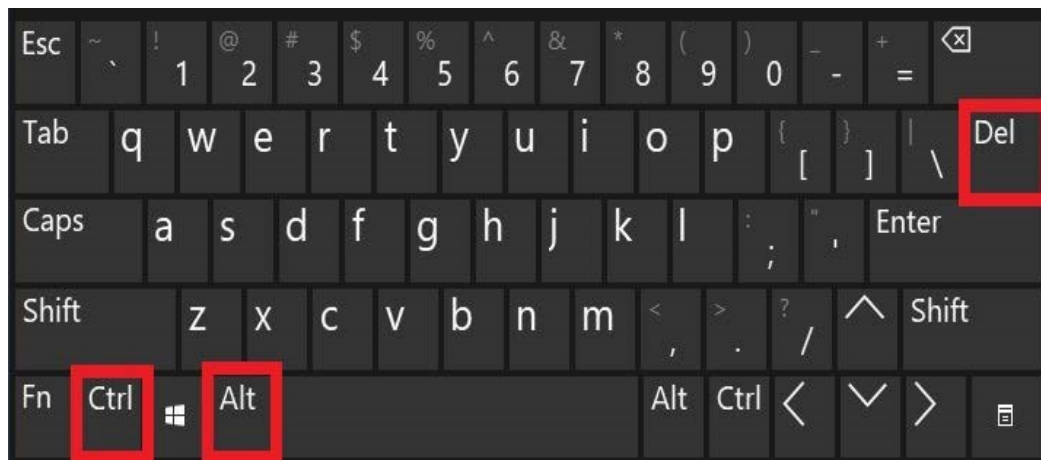 Esc ~ ` ! 1 @ 2 # 3 $ 4 % 5 ^ 6 & 7 * 8 ( 9 ) 0 _ - + =
Tab q w e r t y u i o p { [ } ] | \ Del
Caps a s d f g h j k l : ; " ' Enter
Shift z x c v b n m < , > . ? / Shift
Fn Ctrl Alt Alt Ctrl